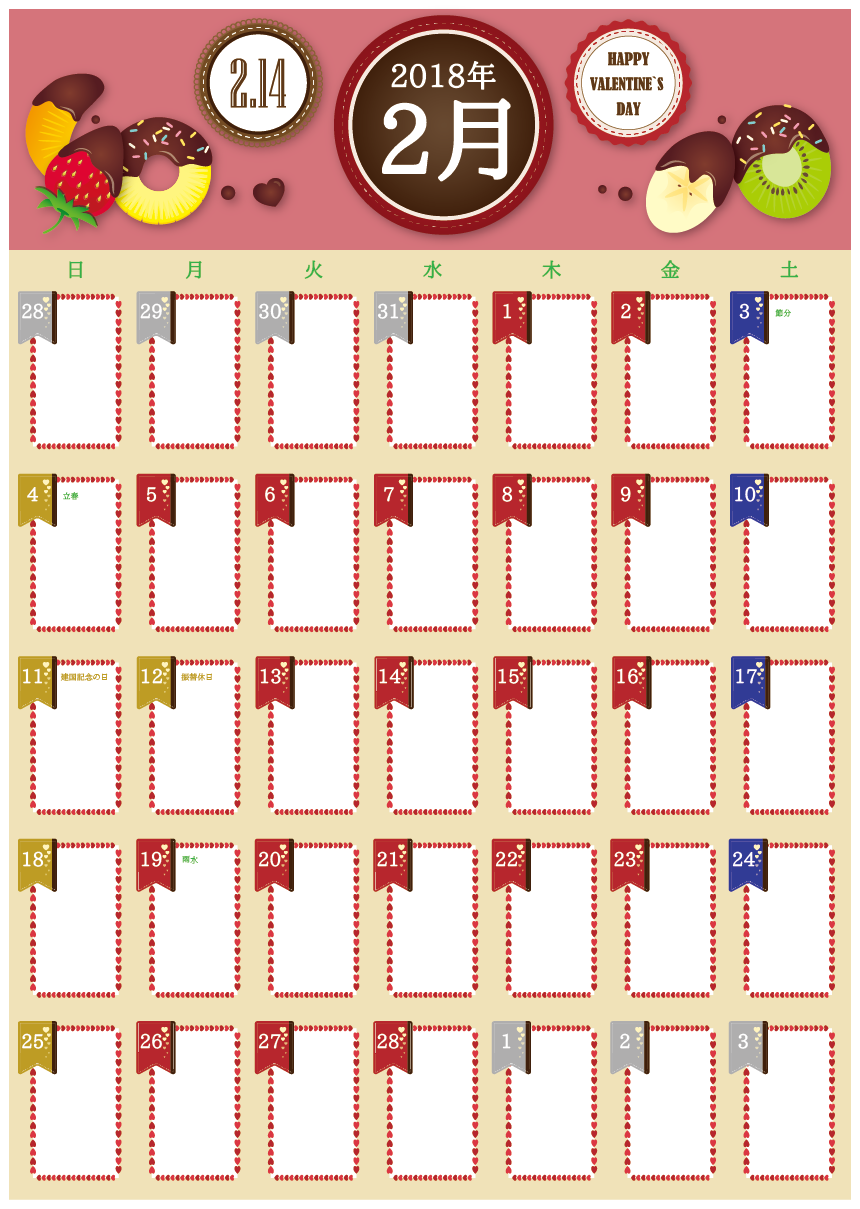 2.14
2018年
2月
HAPPY
VALENTINE`S
DAY
日 月 火 水 木 金 土
28 29 30 31 1 2 3 節分
4 立春 5 6 7 8 9 10
11 建国記念の日 12 振替休日 13 14 15 16 17
18 19 雨水 20 21 22 23 24
25 26 27 28 1 2 3